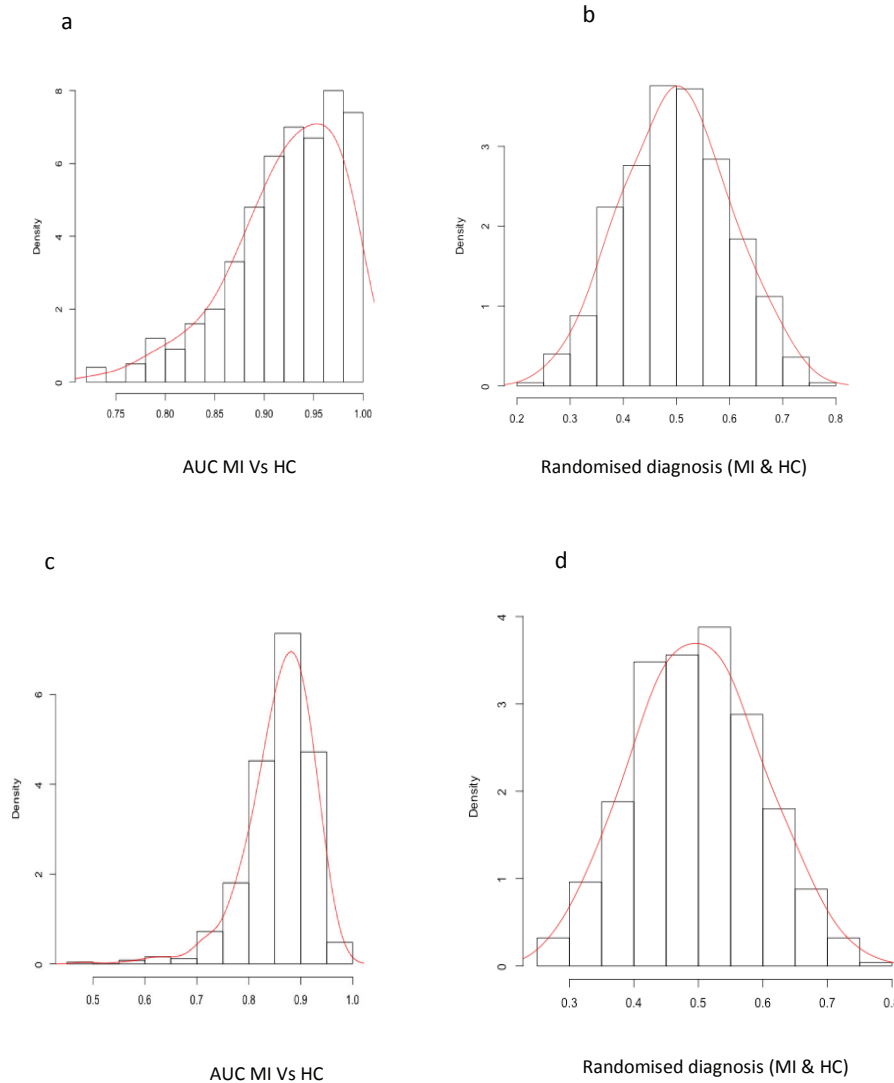 a
Density
0
2
4
6
8
0.75 0.80 0.85 0.90 0.95 1.00
AUC MI Vs HC
b
Density
0
1
2
3
0.2 0.3 0.4 0.5 0.6 0.7 0.8
Randomised diagnosis (MI & HC)
c
Density
0
2
4
6
0.5 0.6 0.7 0.8 0.9 1.0
AUC MI Vs HC
d
Density
0
1
2
3
4
0.3 0.4 0.5 0.6 0.7
Randomised diagnosis (MI & HC)